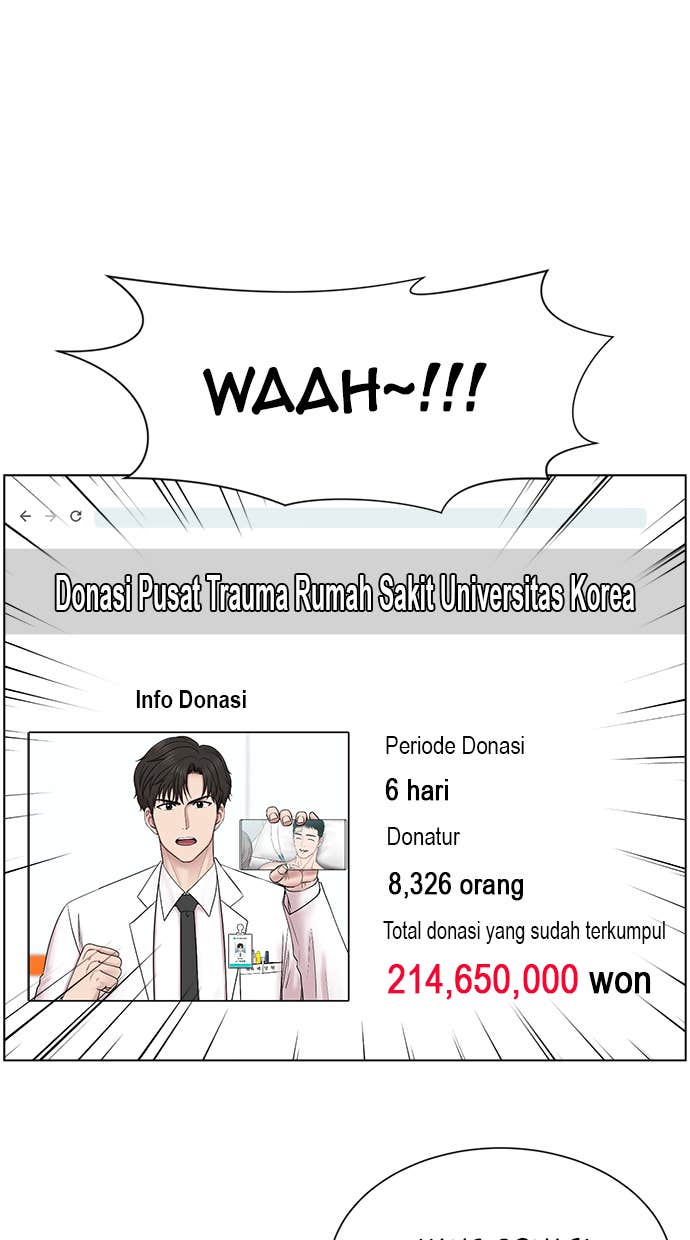 WAAH~!!!
Donasi Pusat Trauma Rumah Sakit Universitas Korea
Info Donasi
Periode Donasi
6 hari
Donatur
8,326 orang
Total donasi yang sudah terkumpul
214,650,000 won